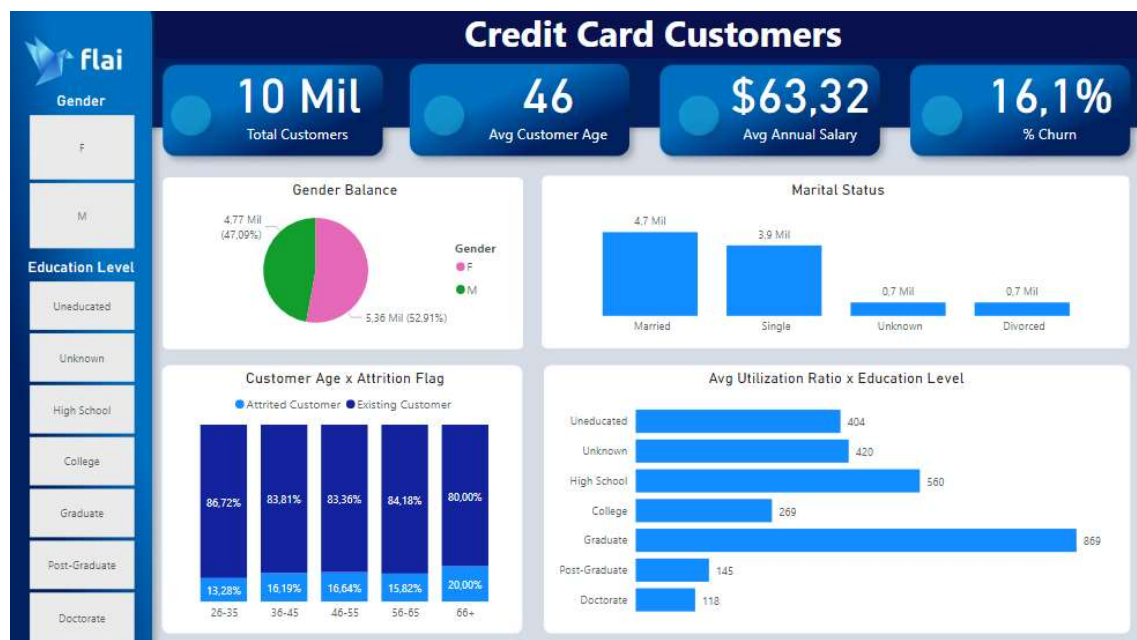 flai
Credit Card Customers
Gender
F
M
Education Level
Uneducated
Unknown
High School
College
Graduate
Post-Graduate
Doctorate
10 Mil
Total Customers
46
Avg Customer Age
$63,32
Avg Annual Salary
16,1%
% Churn
Gender Balance
4,77 Mil
(47,09%)
5,36 Mil (52,91%)
Gender
F
M
Marital Status
4,7 Mil
3,9 Mil
0,7 Mil
0,7 Mil
Married
Single
Unknown
Divorced
Customer Age x Attrition Flag
Attrited Customer Existing Customer
86,72% 83,81% 83,36% 84,18% 80,00%
13,28% 16,19% 16,64% 15,82% 20,00%
26-35 36-45 46-55 56-65 66+
Avg Utilization Ratio x Education Level
Uneducated 404
Unknown 420
High School 560
College 269
Graduate 869
Post-Graduate 145
Doctorate 118